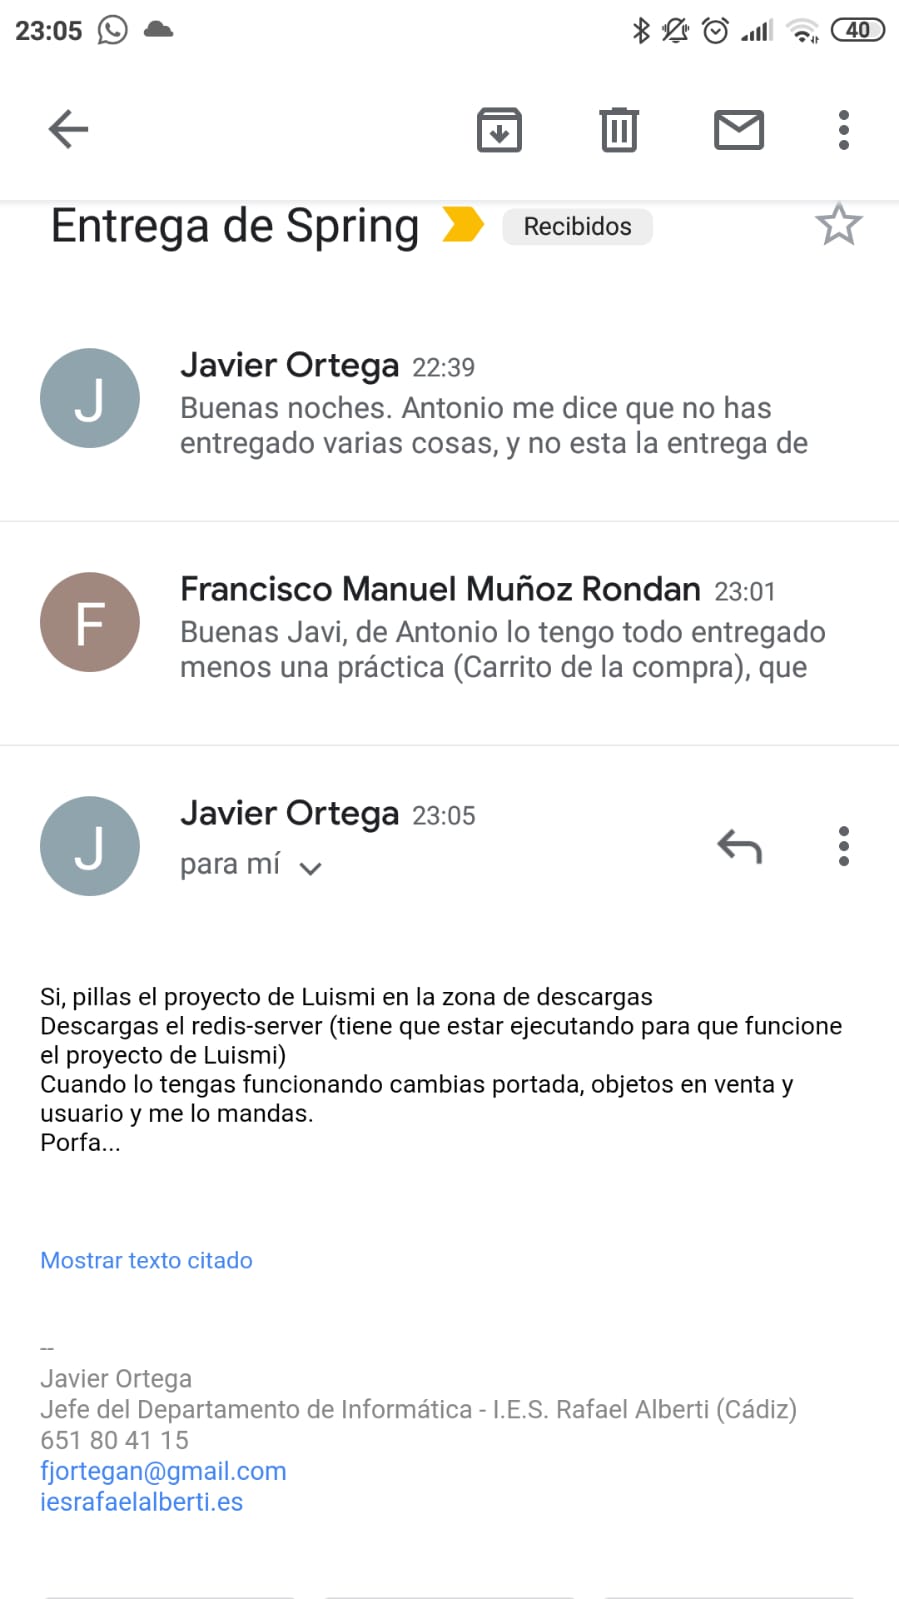 23:05
40
Entrega de Spring
Recibidos
J
Javier Ortega 22:39
Buenas noches. Antonio me dice que no has
entregado varias cosas, y no esta la entrega de
F
Francisco Manuel Muñoz Rondan 23:01
Buenas Javi, de Antonio lo tengo todo entregado
menos una práctica (Carrito de la compra), que
J
Javier Ortega 23:05
para mí
Si, pillas el proyecto de Luismi en la zona de descargas
Descargas el redis-server (tiene que estar ejecutando para que funcione
el proyecto de Luismi)
Cuando lo tengas funcionando cambias portada, objetos en venta y
usuario y me lo mandas.
Porfa...
Mostrar texto citado
--
Javier Ortega
Jefe del Departamento de Informática - I.E.S. Rafael Alberti (Cádiz)
651 80 41 15
fjortegan@gmail.com
iesrafaelalberti.es